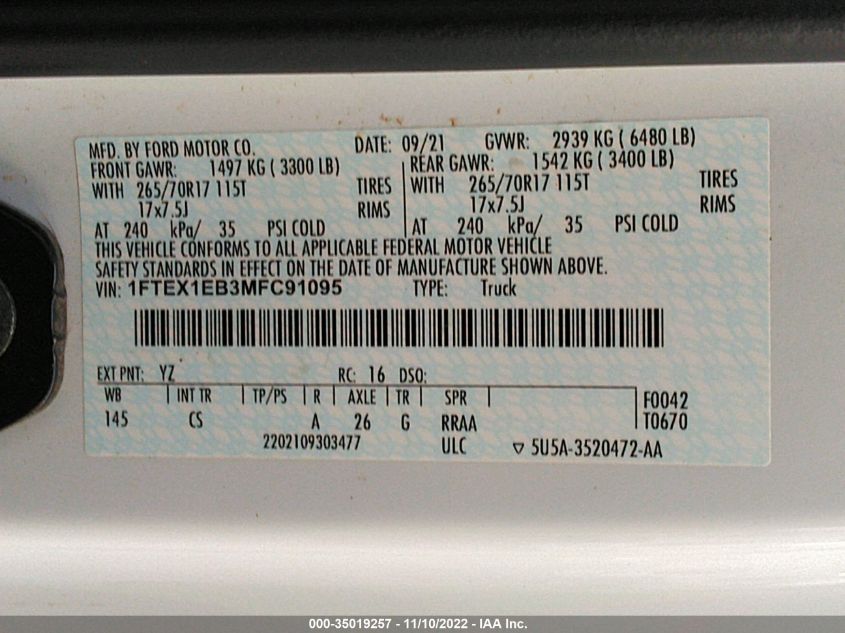 MFD. BY FORD MOTOR CO. DATE: 09/21 GVWR: 2939 KG ( 6480 LB)
FRONT GAWR: 1497 KG ( 3300 LB) REAR GAWR: 1542 KG ( 3400 LB)
WITH 265/70R17 115T TIRES WITH 265/70R17 115T TIRES
17x7.5J RIMS 17x7.5J RIMS
AT 240 kPa/ 35 PSI COLD AT 240 kPa/ 35 PSI COLD
THIS VEHICLE CONFORMS TO ALL APPLICABLE FEDERAL MOTOR VEHICLE
SAFETY STANDARDS IN EFFECT ON THE DATE OF MANUFACTURE SHOWN ABOVE.
VIN: 1FTEX1EB3MFC91095 TYPE: Truck
EXT PNT: YZ RC: 16 DSO:
WB INT TR TP/PS R AXLE TR SPR F0042
145 CS A 26 G RRAA T0670
2202109303477 ULC ▽ 5U5A-3520472-AA
000-35019257 - 11/10/2022 - IAA Inc.